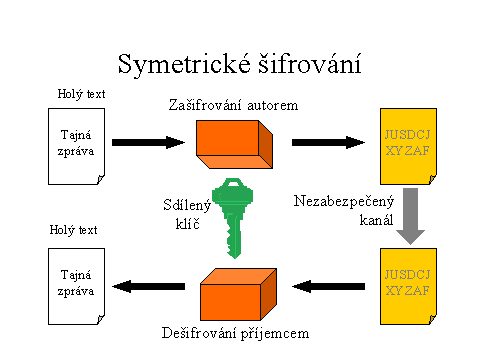 Symetrické šifrování
Holý text
Zašifrování autorem
Tajná
zpráva
JUSDCJ
XYZAF
Sdílený
klíč
Nezabezpečený
kanál
Holý text
Tajná
zpráva
JUSDCJ
XYZAF
Dešifrování příjemcem